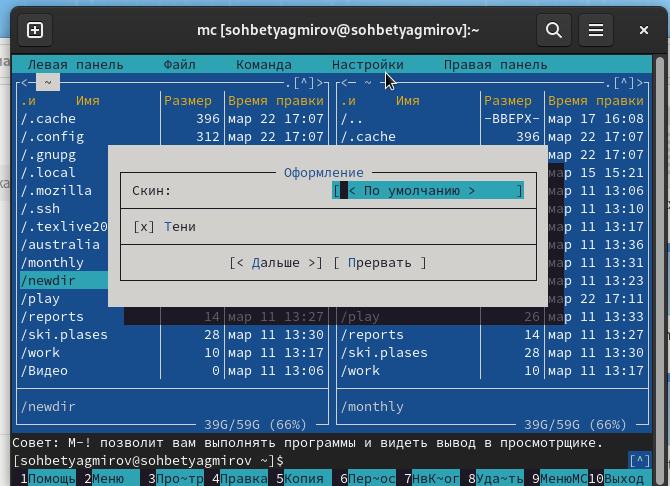 mc [sohbetyagmirov@sohbetyagmirov]:~
Левая панель Файл Команда Настройки Правая панель
<─ ~ ─.[^]>
<─ ~ ─.[^]>
.и Имя Размер Время правки .и Имя Размер Время правки
/.cache 396 мар 22 17:07 /.. -ВВЕРХ- мар 17 16:08
/.config 312 мар 22 17:07 /.cache 396 мар 22 17:07
/.gnupg
/.local мар 15 15:21
/.mozilla мар 11 13:06
/.ssh мар 11 13:10
/.texlive20 мар 11 13:17
/australia мар 11 13:36
/monthly мар 11 13:31
/newdir мар 11 13:23
/play мар 22 17:11
Оформление
Скин: [ < По умолчанию > ]
[x] Тени
[< Дальше >] [ Прервать ]
/reports 14 мар 11 13:27 /play 26 мар 11 13:33
/ski.plases 28 мар 11 13:30 /reports 14 мар 11 13:27
/work 10 мар 11 13:17 /ski.plases 28 мар 11 13:30
/Видео 0 мар 11 13:06 /work 10 мар 11 13:17
/newdir /monthly
39G/59G (66%) 39G/59G (66%)
Совет: M-! позволит вам выполнять программы и видеть вывод в просмотрщике.
[sohbetyagmirov@sohbetyagmirov ~]$ [^]
1Помощь 2Меню 3Про~тр 4Правка 5Копия 6Пер~ос 7НвК~ог 8Уда~ть 9МенюMC 10Выход